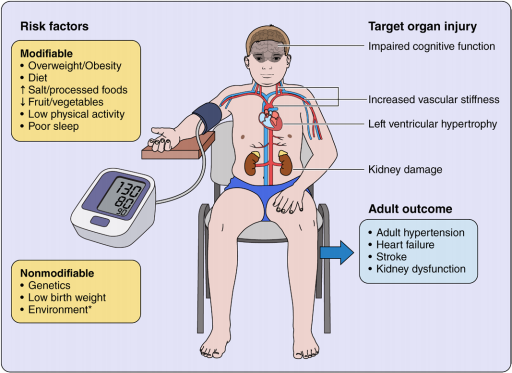 Risk factors
Modifiable
• Overweight/Obesity
• Diet
↑ Salt/processed foods
↓ Fruit/vegetables
• Low physical activity
• Poor sleep
130
80
90
Nonmodifiable
• Genetics
• Low birth weight
• Environment*
Target organ injury
Impaired cognitive function
Increased vascular stiffness
Left ventricular hypertrophy
Kidney damage
Adult outcome
• Adult hypertension
• Heart failure
• Stroke
• Kidney dysfunction